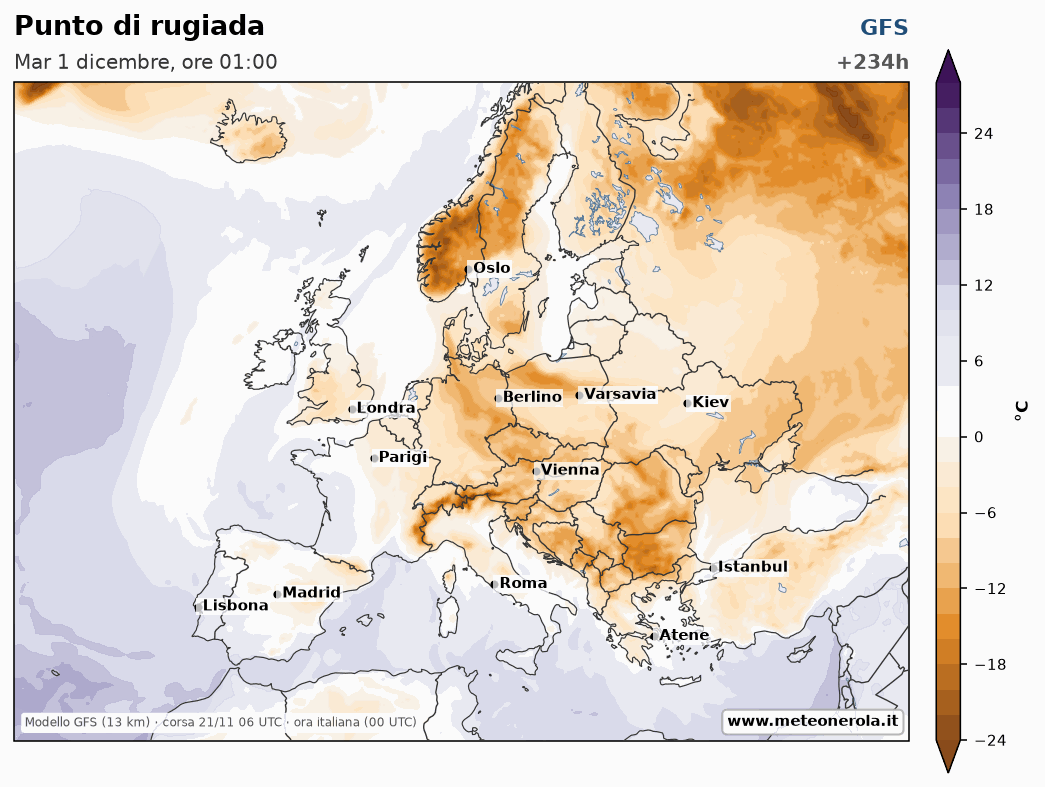 Punto di rugiada
GFS
Mar 1 dicembre, ore 01:00
+234h
Oslo
Londra
Berlino
Varsavia
Kiev
Parigi
Vienna
Istanbul
Madrid
Roma
Lisbona
Atene
Modello GFS (13 km) · corsa 21/11 06 UTC · ora italiana (00 UTC)
www.meteonerola.it
24
18
12
6
0
−6
−12
−18
−24
°C